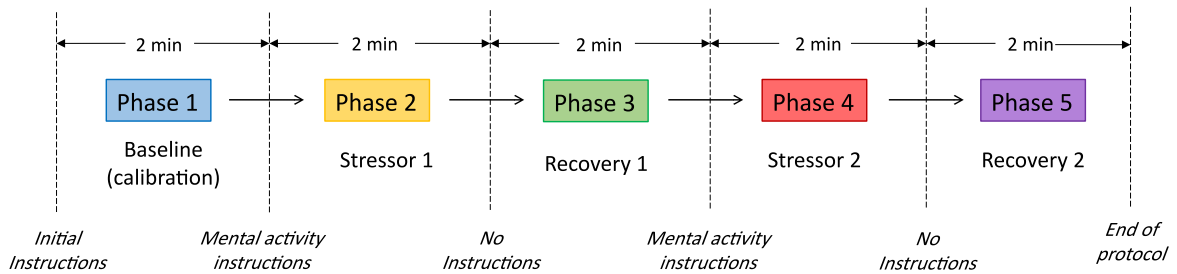 2 min 2 min 2 min 2 min 2 min
Phase 1 Phase 2 Phase 3 Phase 4 Phase 5
Baseline
(calibration)
Stressor 1
Recovery 1
Stressor 2
Recovery 2
Initial
Instructions
Mental activity
instructions
No
Instructions
Mental activity
instructions
No
Instructions
End of
protocol